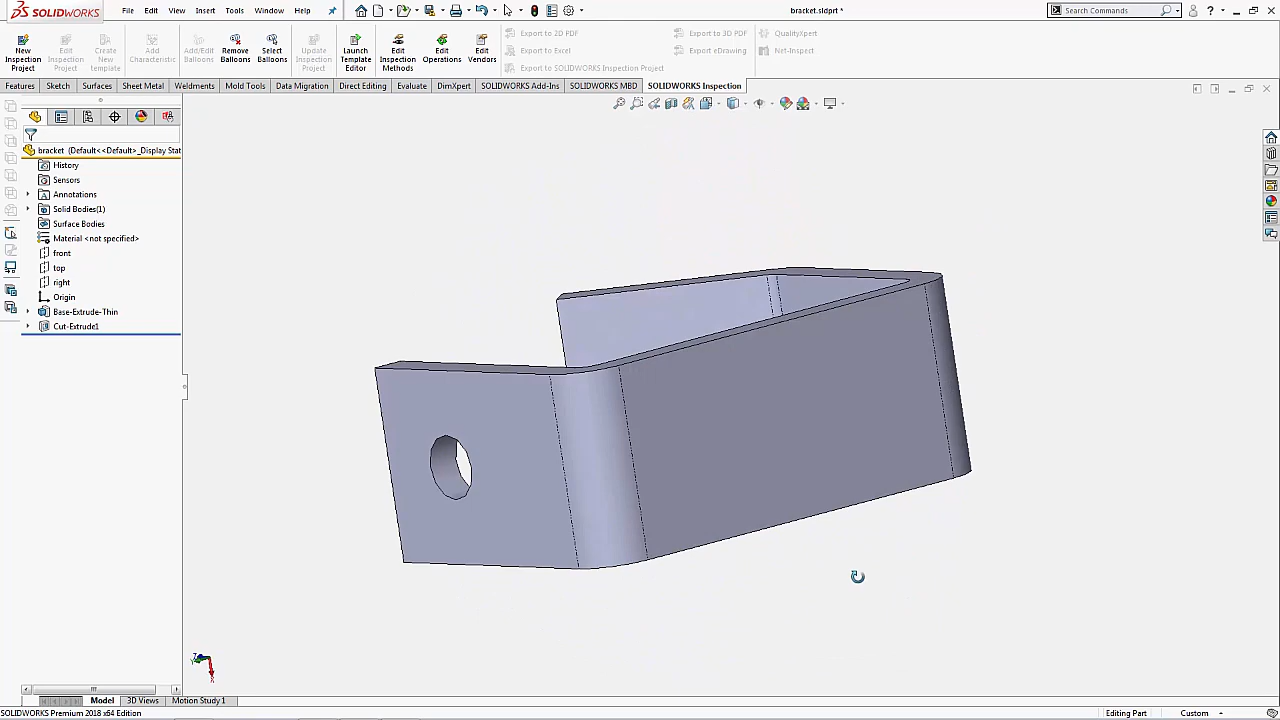 SOLIDWORKS File Edit View Insert Tools Window Help bracket.sldprt * Search Commands
New Inspection Project
Edit Inspection Project
Create New template
Add Characteristic
Add/Edit Balloons
Remove Balloons
Select Balloons
Update Inspection Project
Launch Template Editor
Edit Inspection Methods
Edit Operations
Edit Vendors
Export to 2D PDF
Export to Excel
Export to SOLIDWORKS Inspection Project
Export to 3D PDF
Export eDrawing
QualityXpert
Net-Inspect
Features Sketch Surfaces Sheet Metal Weldments Mold Tools Data Migration Direct Editing Evaluate DimXpert SOLIDWORKS Add-Ins SOLIDWORKS MBD SOLIDWORKS Inspection
bracket (Default<<Default>_Display Stat
History
Sensors
Annotations
Solid Bodies(1)
Surface Bodies
Material <not specified>
front
top
right
Origin
Base-Extrude-Thin
Cut-Extrude1
Model 3D Views Motion Study 1
SOLIDWORKS Premium 2018 x64 Edition Editing Part Custom